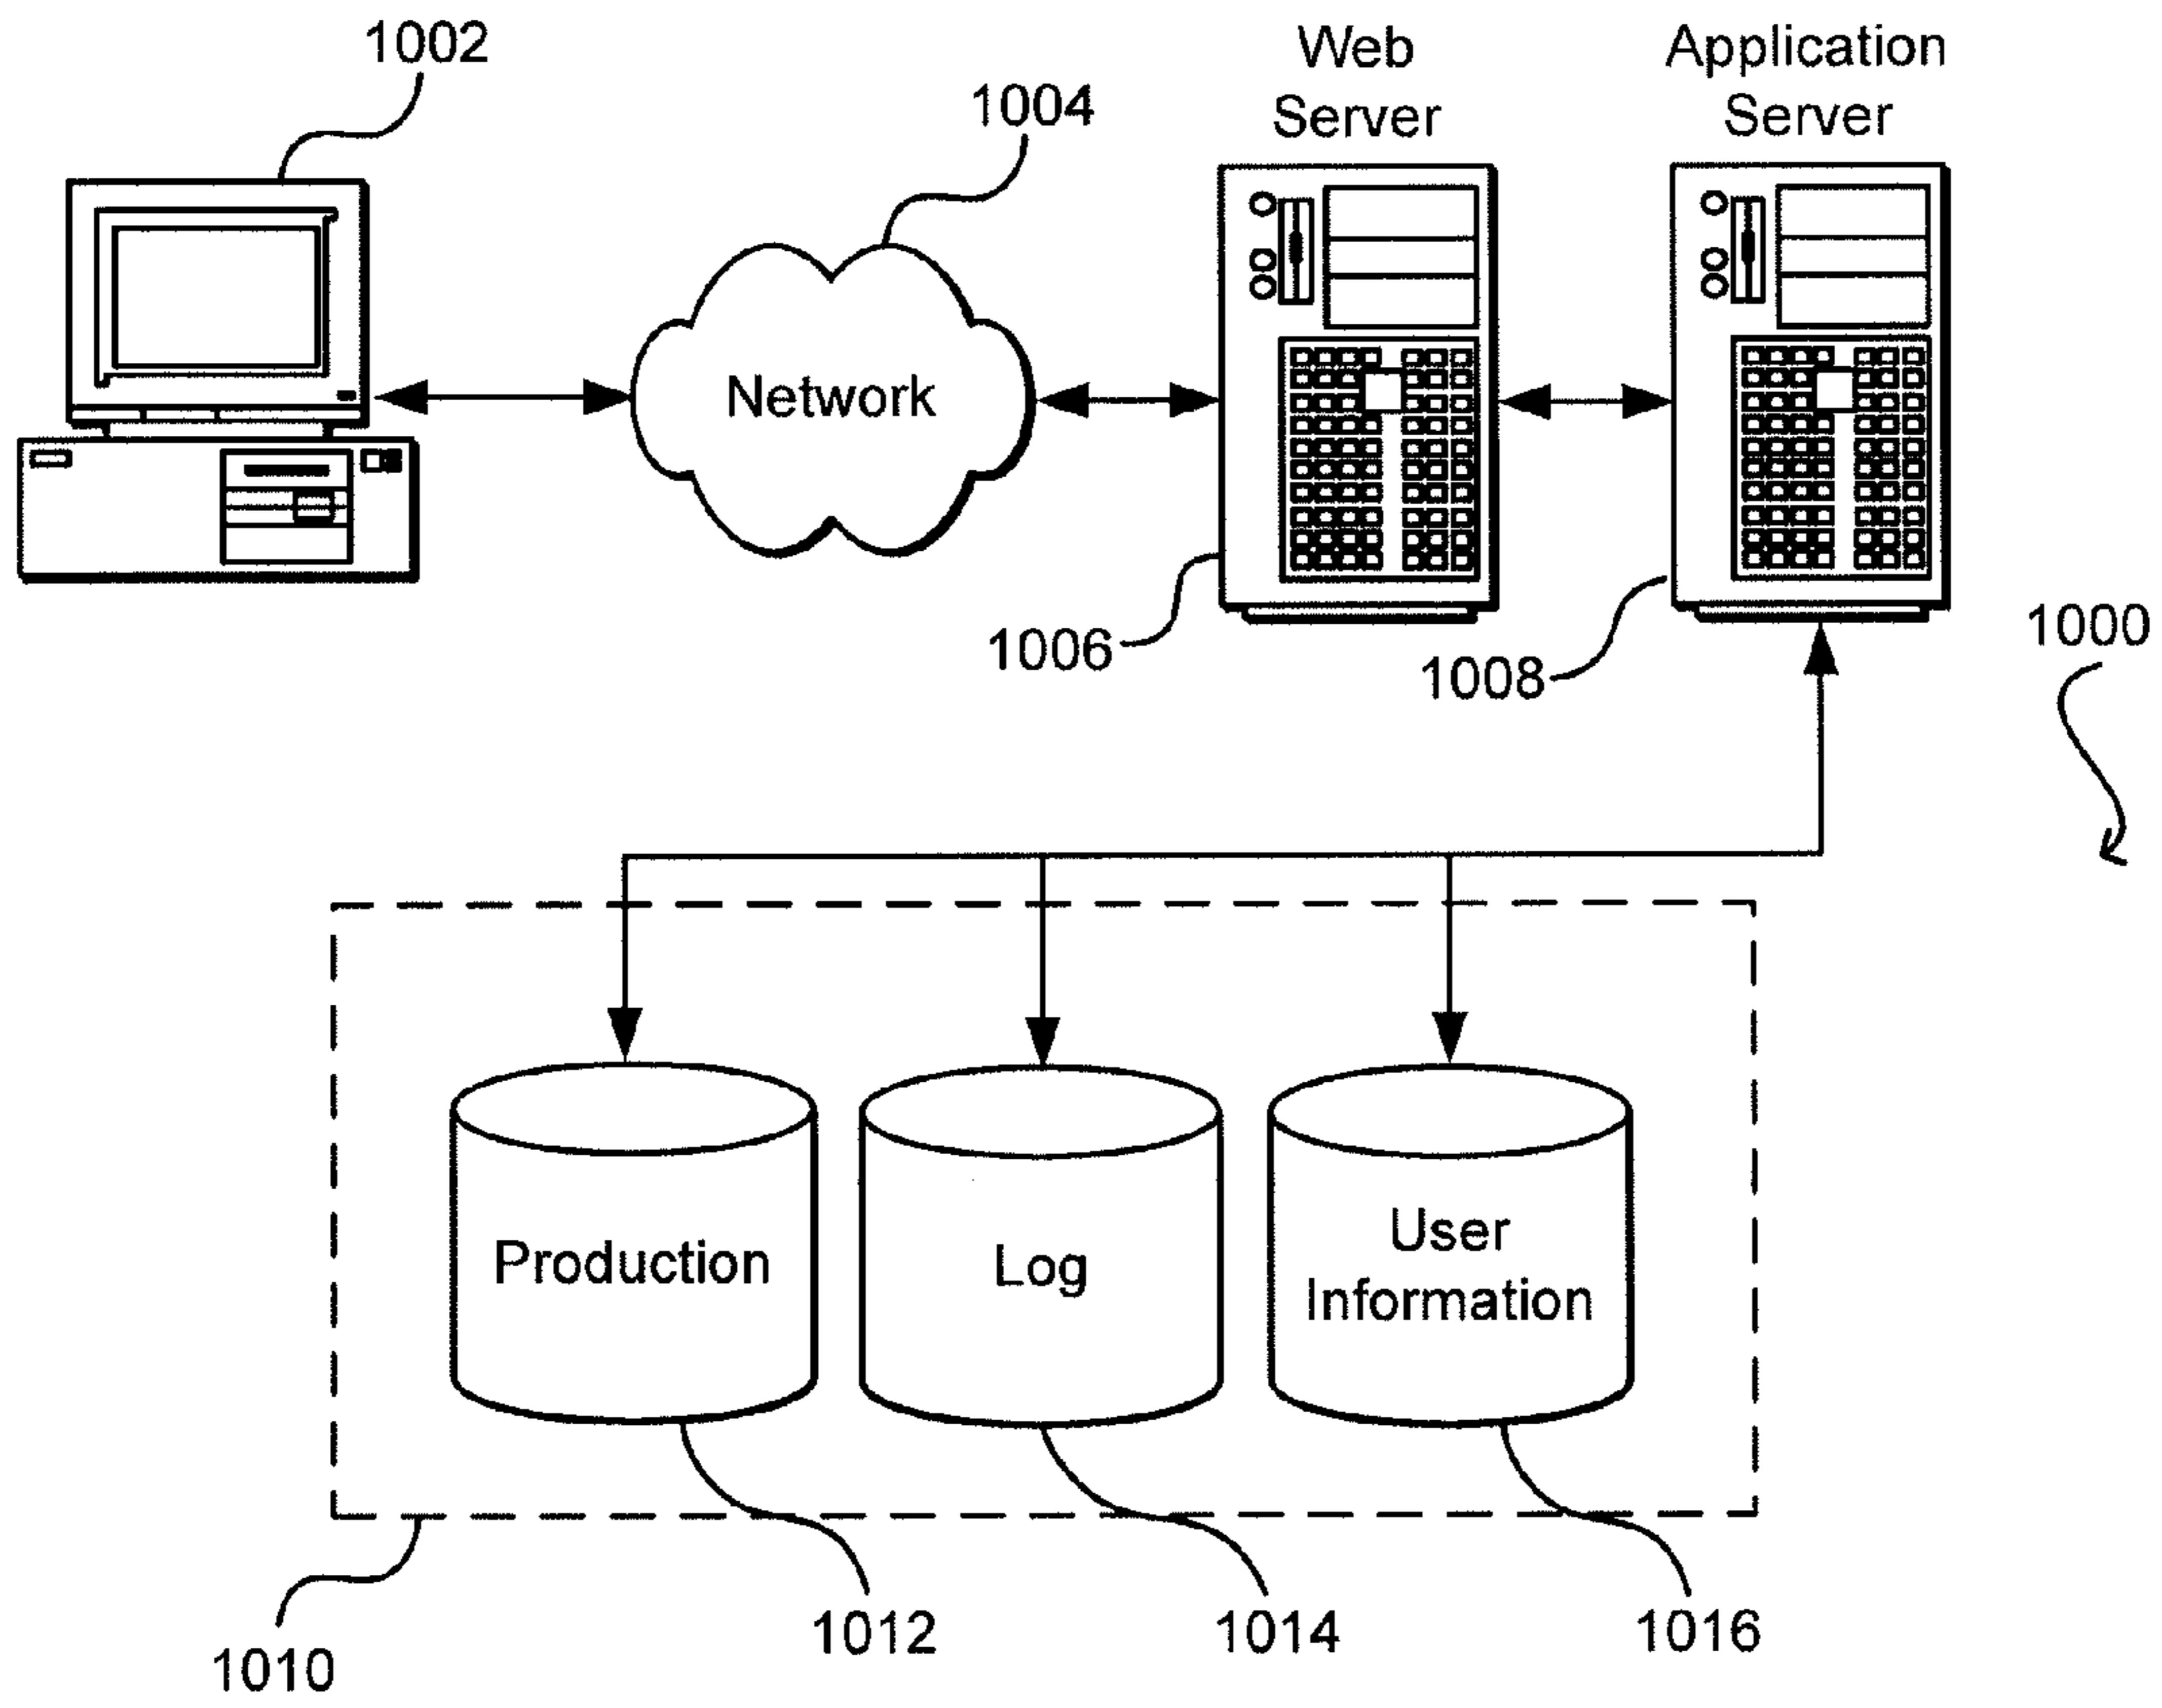 1002
1004
Web
Server
Application
Server
Network
1006
1008
1000
Production
Log
User
Information
1010
1012
1014
1016